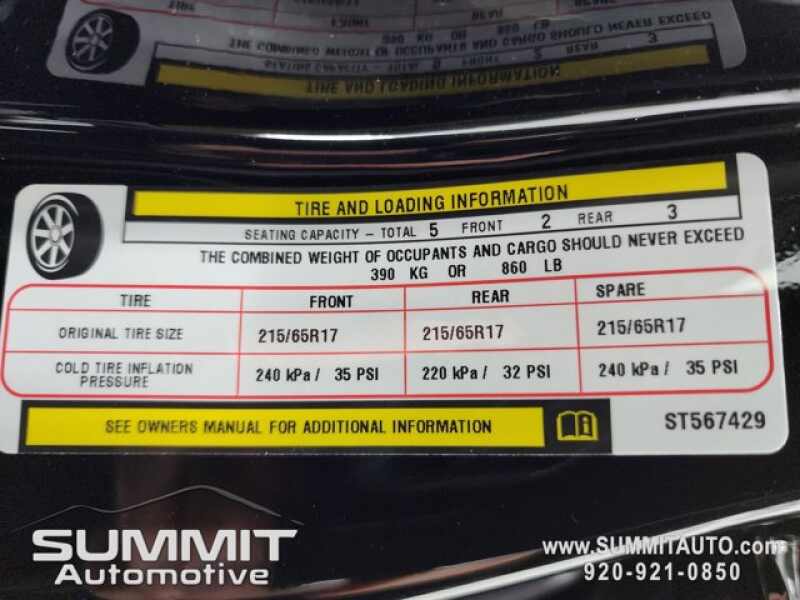 TIRE AND LOADING INFORMATION
SEATING CAPACITY – TOTAL 5 FRONT 2 REAR 3
THE COMBINED WEIGHT OF OCCUPANTS AND CARGO SHOULD NEVER EXCEED
390 KG OR 860 LB
TIRE FRONT REAR SPARE
ORIGINAL TIRE SIZE 215/65R17 215/65R17 215/65R17
COLD TIRE INFLATION
PRESSURE 240 kPa / 35 PSI 220 kPa / 32 PSI 240 kPa / 35 PSI
SEE OWNERS MANUAL FOR ADDITIONAL INFORMATION
ST567429
SUMMIT
Automotive
www.SUMMITAUTO.com
920-921-0850